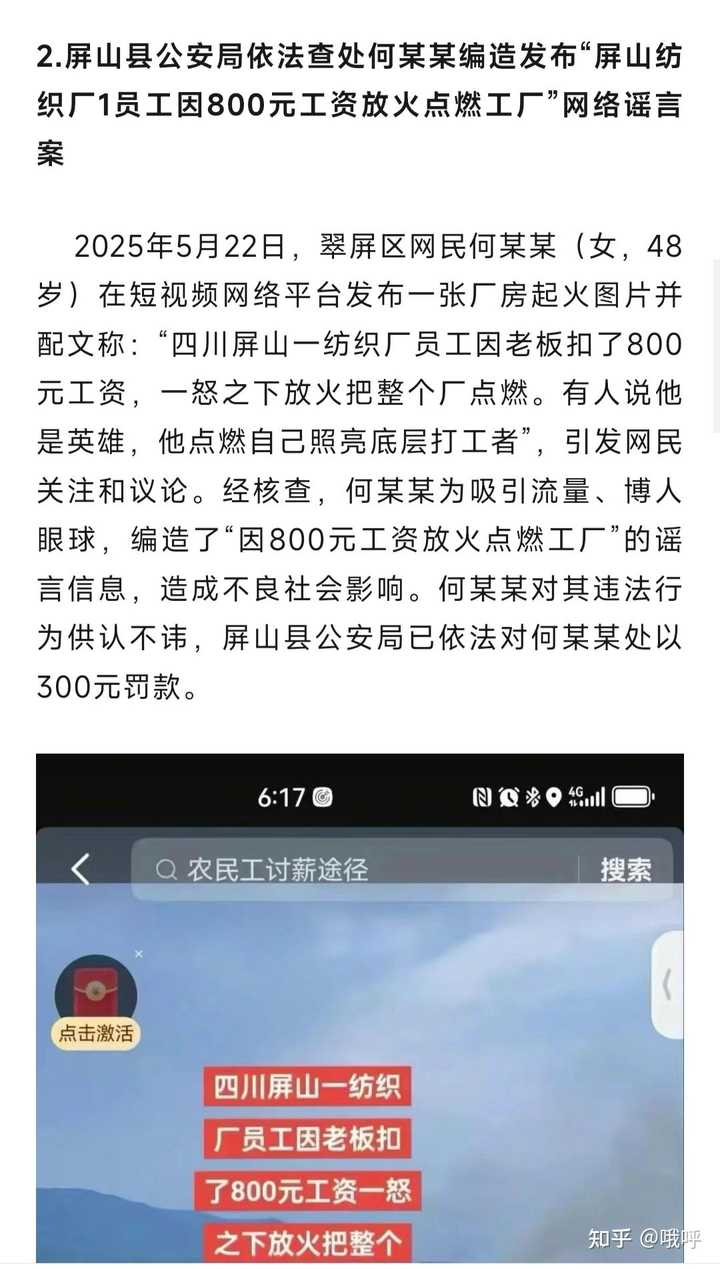 2.屏山县公安局依法查处何某某编造发布“屏山纺
织厂1员工因800元工资放火点燃工厂”网络谣言
案
2025年5月22日，翠屏区网民何某某（女，48
岁）在短视频网络平台发布一张厂房起火图片并
配文称：“四川屏山一纺织厂员工因老板扣了800
元工资，一怒之下放火把整个厂点燃。有人说他
是英雄，他点燃自己照亮底层打工者”，引发网民
关注和议论。经核查，何某某为吸引流量、博人
眼球，编造了“因800元工资放火点燃工厂”的谣
言信息，造成不良社会影响。何某某对其违法行
为供认不讳，屏山县公安局已依法对何某某处以
300元罚款。
6:17 4G
农民工讨薪途径 搜索
点击激活
四川屏山一纺织
厂员工因老板扣
了800元工资一怒
之下放火把整个
知乎 @哦呼